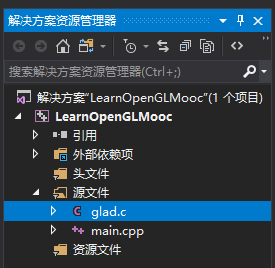 解决方案资源管理器
搜索解决方案资源管理器(Ctrl+;)
解决方案"LearnOpenGLMooc"(1 个项目)
LearnOpenGLMooc
引用
外部依赖项
头文件
源文件
glad.c
main.cpp
资源文件